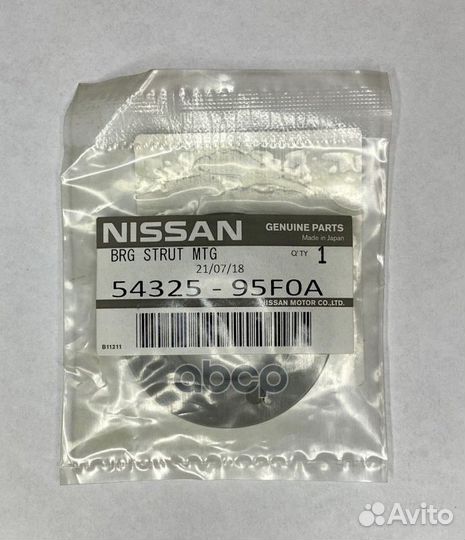 NISSAN
GENUINE PARTS
Made in Japan
BRG STRUT MTG
Q'TY 1
21/07/18
54325 - 95F0A
NISSAN MOTOR CO.,LTD.
B11211
abcp
Avito